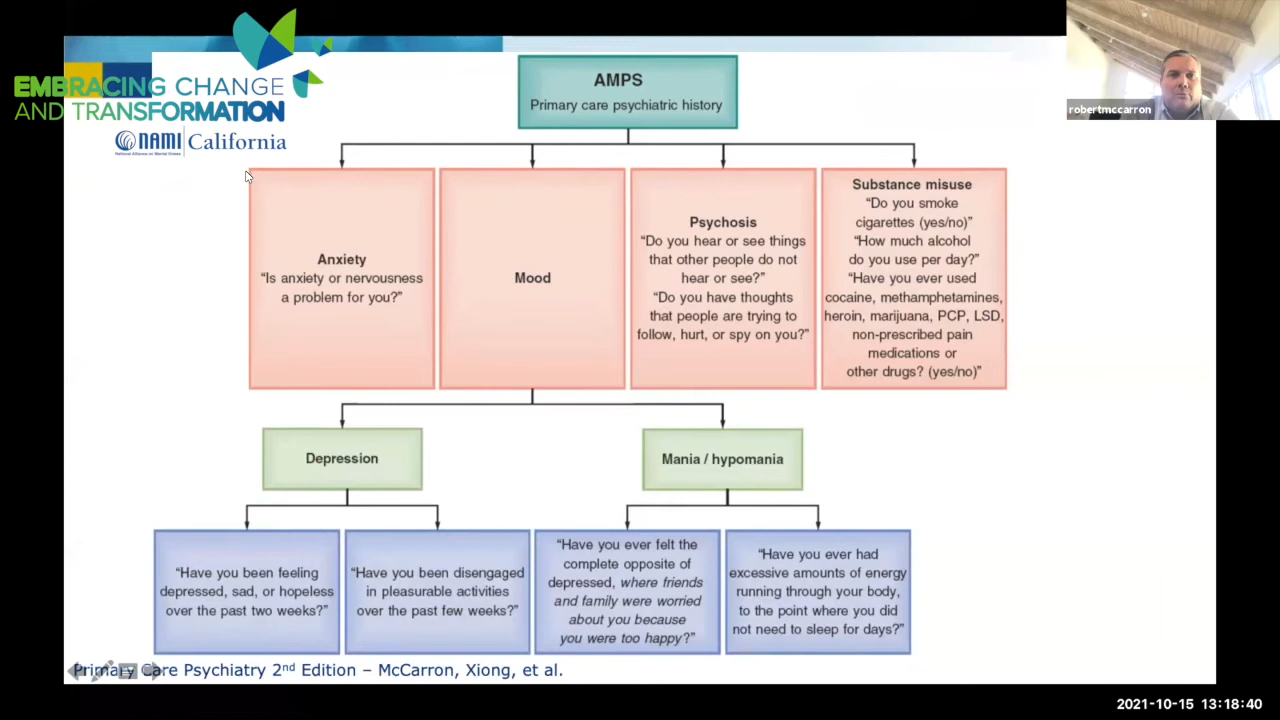 EMBRACING CHANGE
AND TRANSFORMATION
NAMI California
National Alliance on Mental Illness
robertmccarron
AMPS
Primary care psychiatric history
Anxiety
“Is anxiety or nervousness
a problem for you?”
Mood
Psychosis
“Do you hear or see things
that other people do not
hear or see?”
“Do you have thoughts
that people are trying to
follow, hurt, or spy on you?”
Substance misuse
“Do you smoke
cigarettes (yes/no)”
“How much alcohol
do you use per day?”
“Have you ever used
cocaine, methamphetamines,
heroin, marijuana, PCP, LSD,
non-prescribed pain
medications or
other drugs? (yes/no)”
Depression
Mania / hypomania
“Have you been feeling
depressed, sad, or hopeless
over the past two weeks?”
“Have you been disengaged
in pleasurable activities
over the past few weeks?”
“Have you ever felt the
complete opposite of
depressed, where friends
and family were worried
about you because
you were too happy?”
“Have you ever had
excessive amounts of energy
running through your body,
to the point where you did
not need to sleep for days?”
Primary Care Psychiatry 2nd Edition – McCarron, Xiong, et al.
2021-10-15 13:18:40